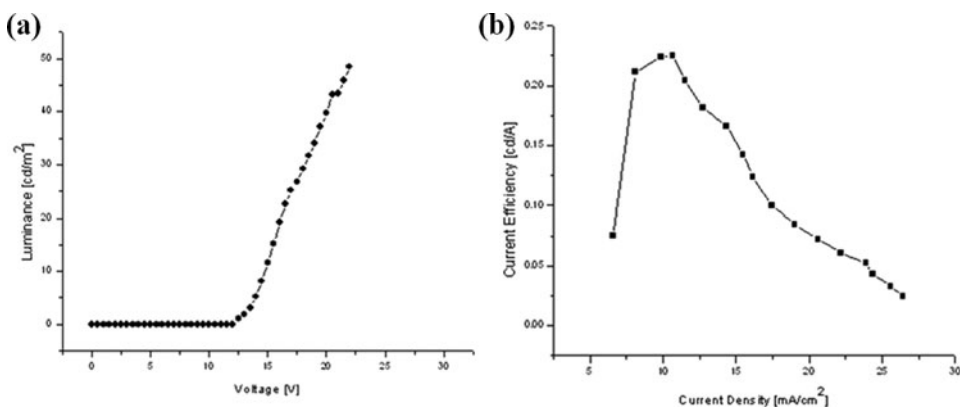 (a)
50
40
30
20
10
0
Luminance [cd/m2]
0 5 10 15 20 25 30
Voltage [V]
(b)
0.25
0.20
0.15
0.10
0.05
0.00
Current Efficiency [cd/A]
5 10 15 20 25 30
Current Density [mA/cm2]